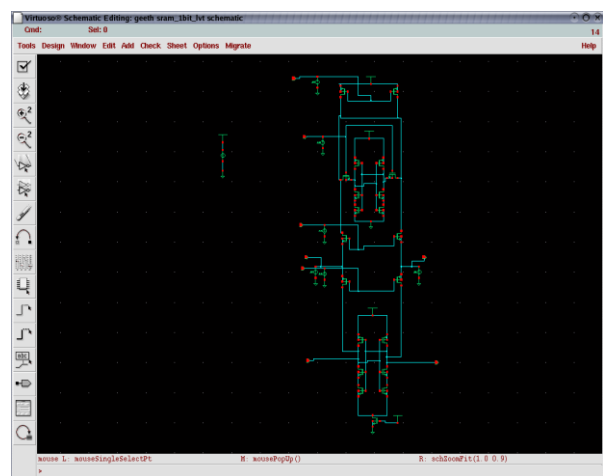 Virtuoso® Schematic Editing: geeth sram_1bit_lvt schematic
Cmd: Sel: 0 14
Tools Design Window Edit Add Check Sheet Options Migrate Help
mouse L: mouseSingleSelectPt M: mousePopUp() R: schZoomFit(1.0 0.9)
>